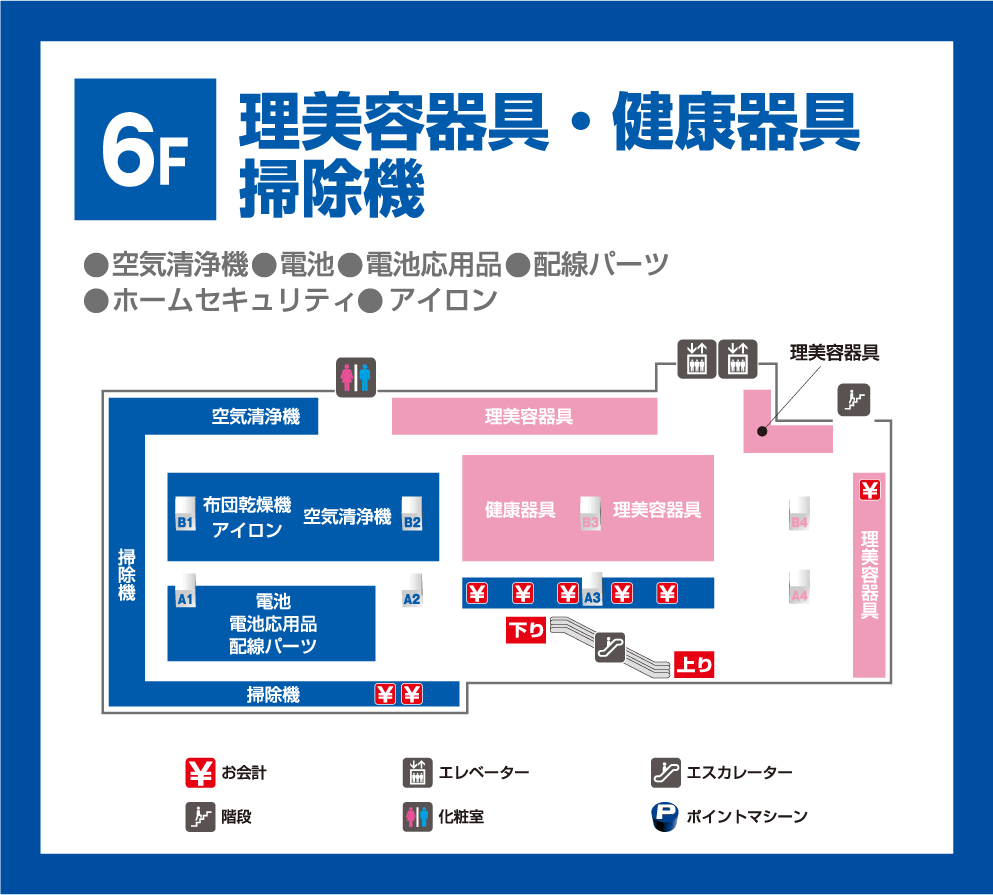 6F
理美容器具・健康器具
掃除機
●空気清浄機●電池●電池応用品●配線パーツ
●ホームセキュリティ●アイロン
理美容器具
空気清浄機
理美容器具
布団乾燥機
アイロン
空気清浄機
B1
B2
健康器具
理美容器具
B3
B4
¥
掃除機
理美容器具
A1
A2
¥ ¥ ¥ A3 ¥ ¥
A4
電池
電池応用品
配線パーツ
下り
上り
掃除機
¥ ¥
¥ お会計
エレベーター
エスカレーター
階段
化粧室
P ポイントマシーン